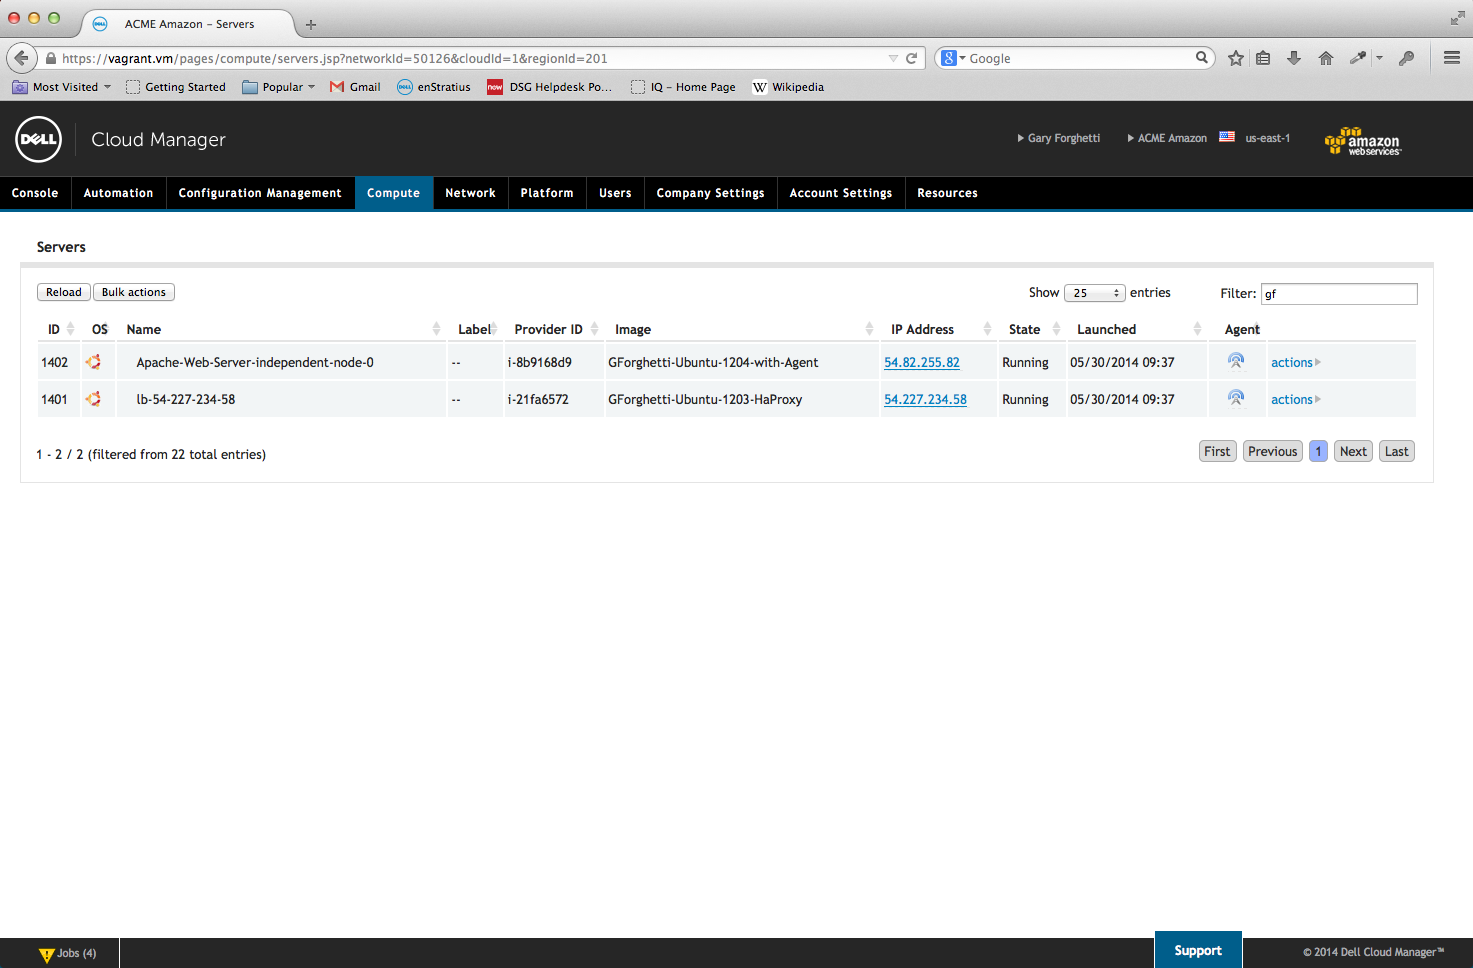 ACME Amazon – Servers
https://vagrant.vm/pages/compute/servers.jsp?networkId=50126&cloudId=1&regionId=201
8 Google
Most Visited Getting Started Popular Gmail DELL enStratius now DSG Helpdesk Po... IQ – Home Page W Wikipedia
DELL Cloud Manager Gary Forghetti ACME Amazon us-east-1 amazon web services™
Console Automation Configuration Management Compute Network Platform Users Company Settings Account Settings Resources
Servers
Reload Bulk actions Show 25 entries Filter: gf
ID OS Name Label Provider ID Image IP Address State Launched Agent
1402 Apache-Web-Server-independent-node-0 -- i-8b9168d9 GForghetti-Ubuntu-1204-with-Agent 54.82.255.82 Running 05/30/2014 09:37 actions
1401 lb-54-227-234-58 -- i-21fa6572 GForghetti-Ubuntu-1203-HaProxy 54.227.234.58 Running 05/30/2014 09:37 actions
1 - 2 / 2 (filtered from 22 total entries) First Previous 1 Next Last
Jobs (4) Support © 2014 Dell Cloud Manager™